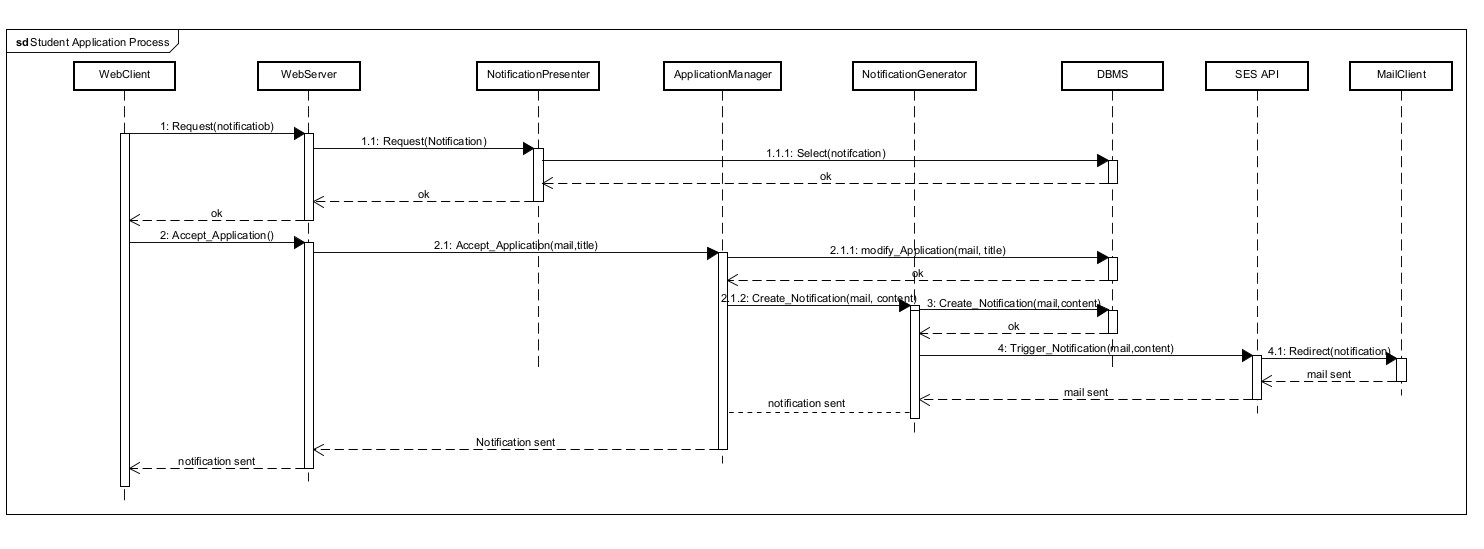 sd Student Application Process
WebClient
WebServer
NotificationPresenter
ApplicationManager
NotificationGenerator
DBMS
SES API
MailClient
1: Request(notificatiob)
1.1: Request(Notification)
1.1.1: Select(notifcation)
ok
ok
ok
2: Accept_Application()
2.1: Accept_Application(mail,title)
2.1.1: modify_Application(mail, title)
ok
2.1.2: Create_Notification(mail, content)
3: Create_Notification(mail,content)
ok
4: Trigger_Notification(mail,content)
4.1: Redirect(notification)
mail sent
mail sent
notification sent
Notification sent
notification sent